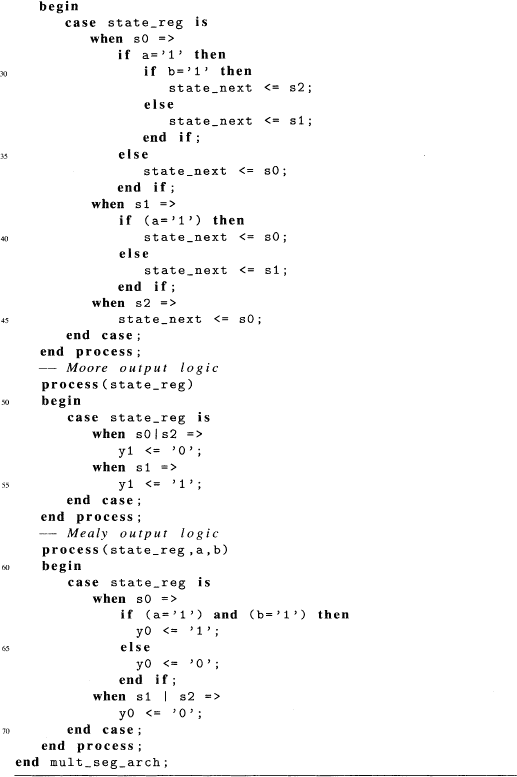 begin
case state_reg is
when s0 =>
if a='1' then
30 if b='1' then
state_next <= s2;
else
state_next <= s1;
end if;
35 else
state_next <= s0;
end if;
when s1 =>
if (a='1') then
40 state_next <= s0;
else
state_next <= s1;
end if;
when s2 =>
45 state_next <= s0;
end case;
end process;
-- Moore output logic
process(state_reg)
50 begin
case state_reg is
when s0|s2 =>
y1 <= '0';
when s1 =>
55 y1 <= '1';
end case;
end process;
-- Mealy output logic
process(state_reg,a,b)
60 begin
case state_reg is
when s0 =>
if (a='1') and (b='1') then
y0 <= '1';
65 else
y0 <= '0';
end if;
when s1 | s2 =>
y0 <= '0';
70 end case;
end process;
end mult_seg_arch;